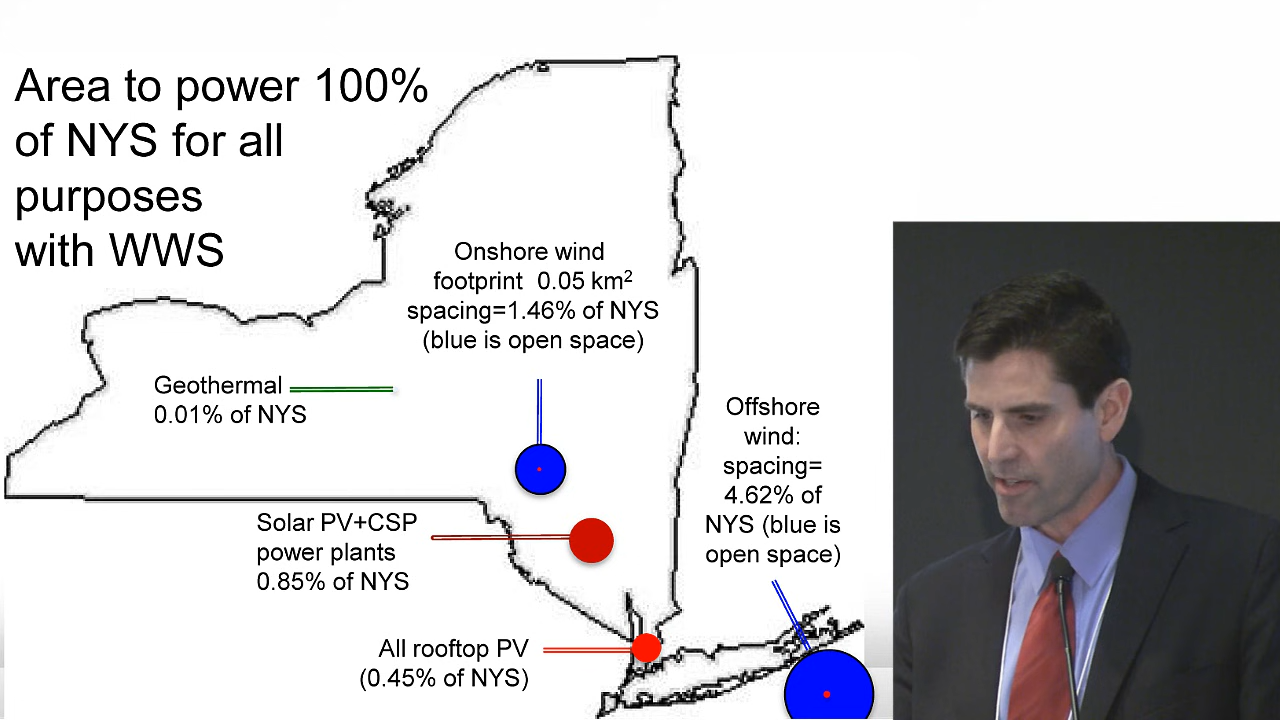 Area to power 100%
of NYS for all
purposes
with WWS
Onshore wind
footprint 0.05 km²
spacing=1.46% of NYS
(blue is open space)
Geothermal
0.01% of NYS
Offshore
wind:
spacing=
4.62% of
NYS (blue is
open space)
Solar PV+CSP
power plants
0.85% of NYS
All rooftop PV
(0.45% of NYS)